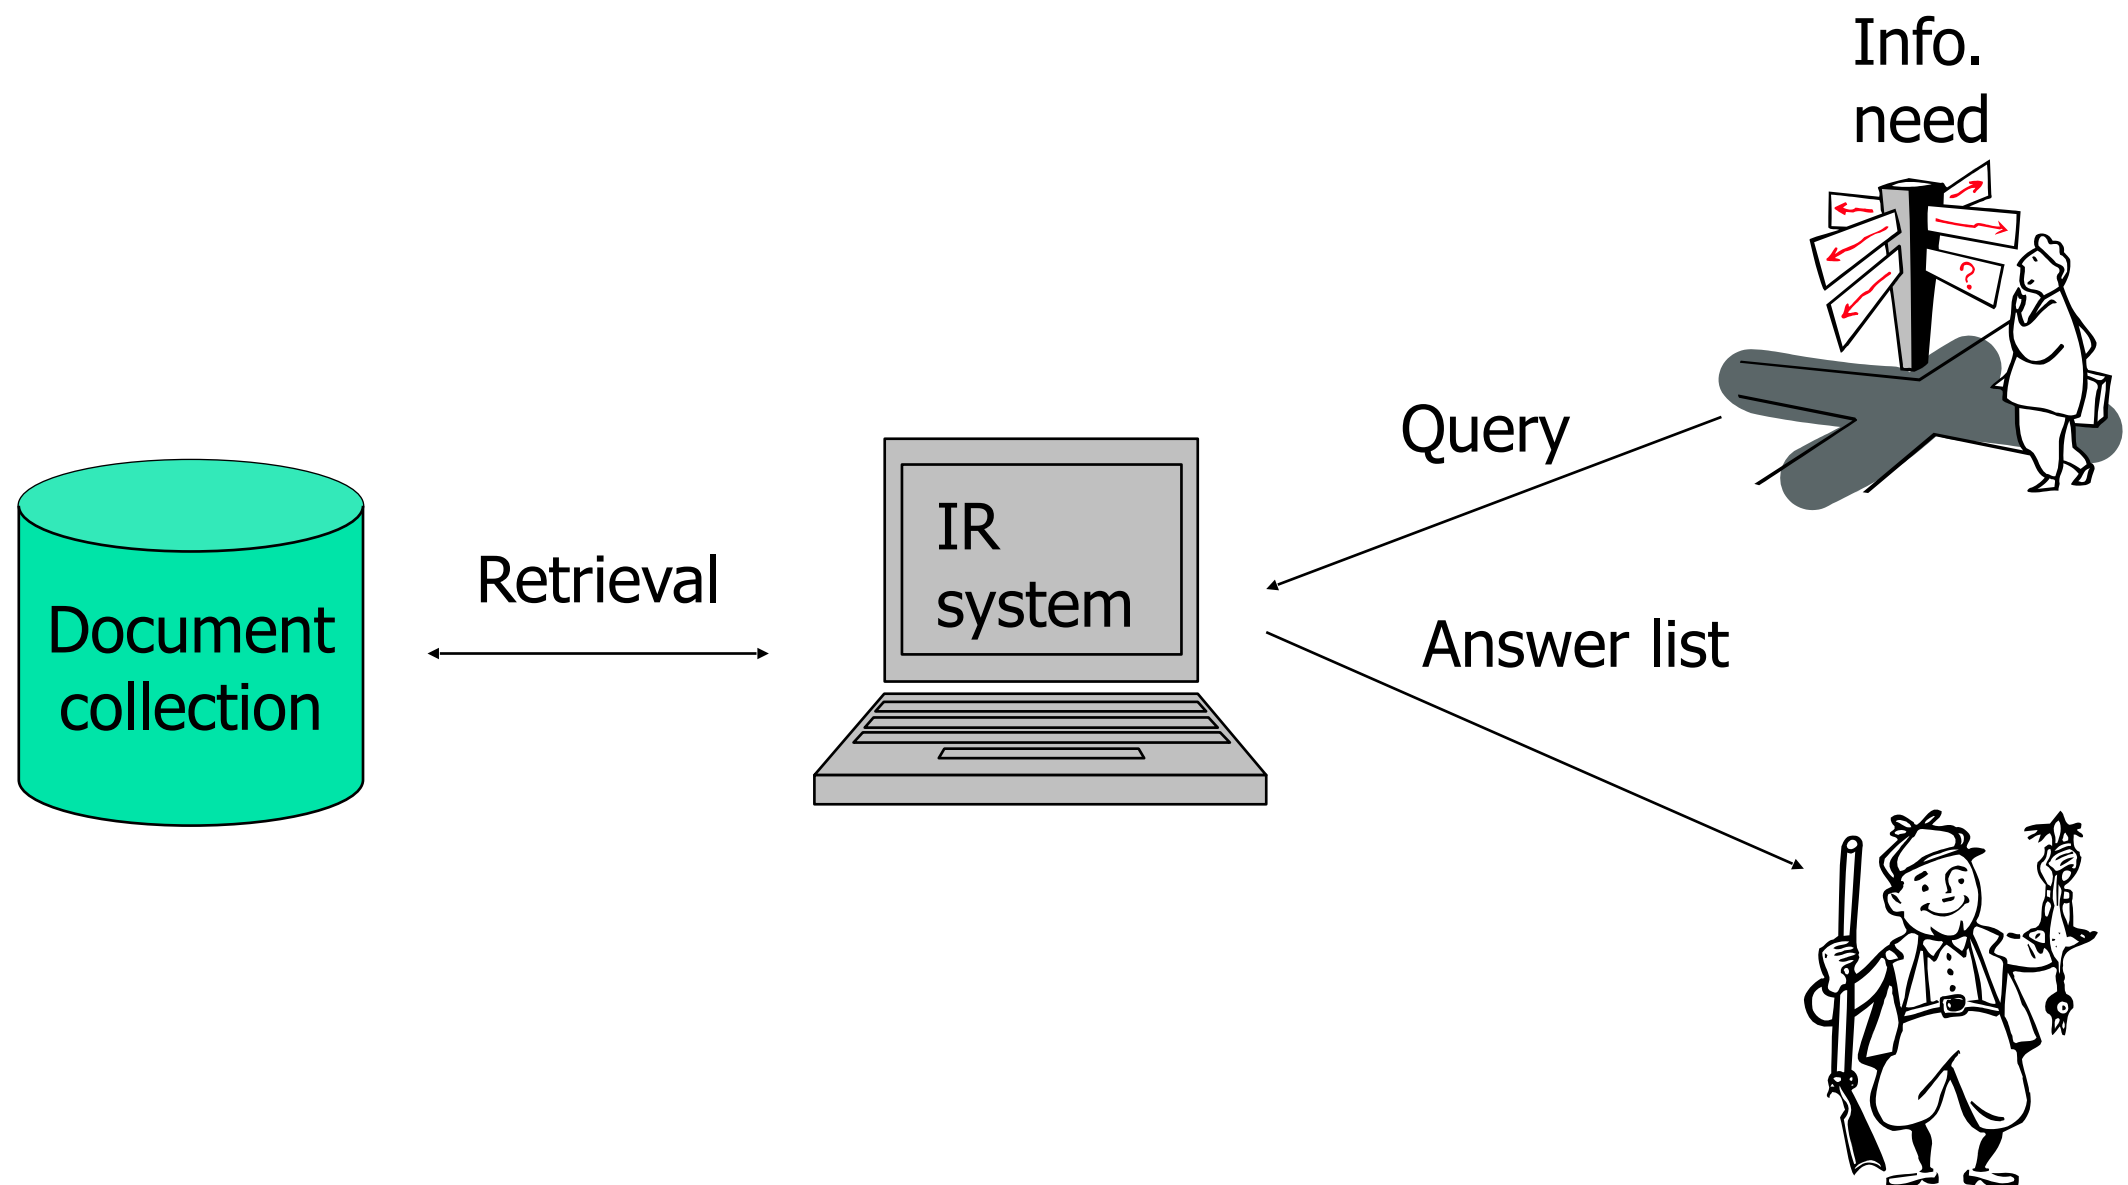 Info.
need
?
Query
IR
system
Retrieval
Document
collection
Answer list